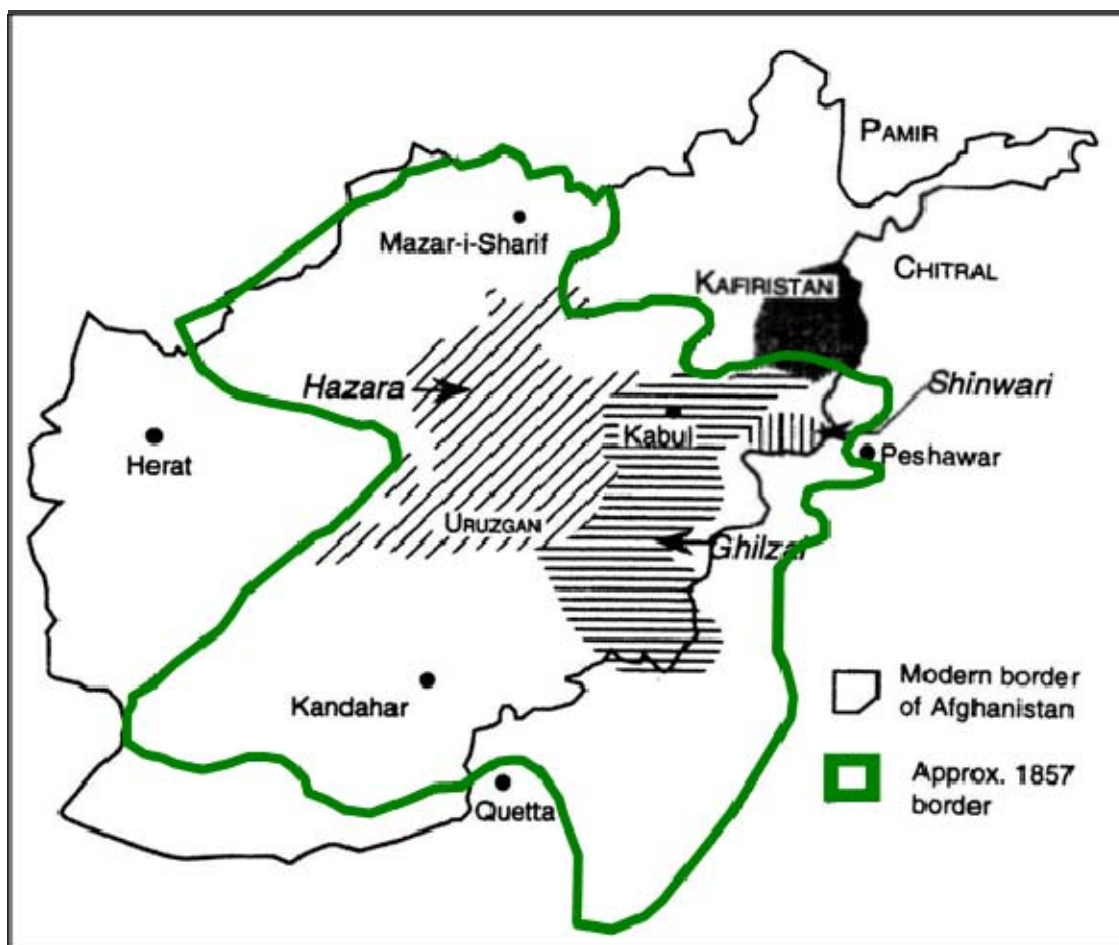 PAMIR
Mazar-i-Sharif
CHITRAL
KAFIRISTAN
Hazara
Shinwari
Kabul
Herat
Peshawar
URUZGAN
Ghilzai
Modern border
of Afghanistan
Kandahar
Approx. 1857
border
Quetta